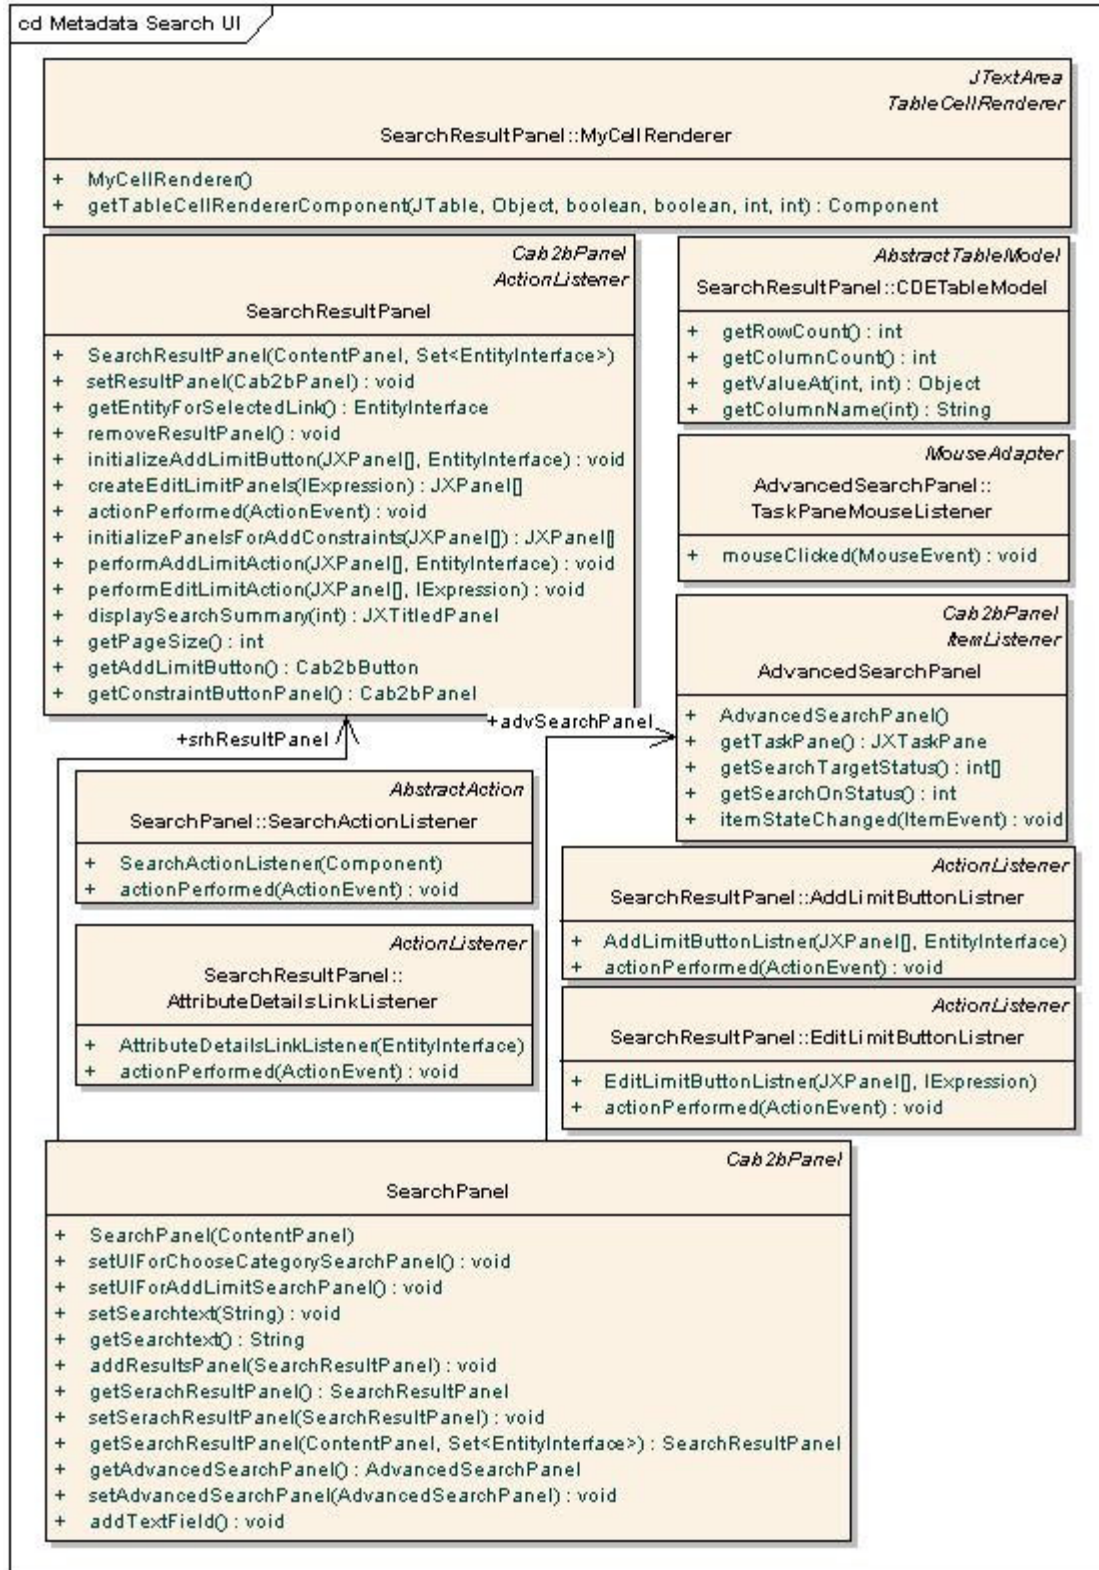 cd Metadata Search UI
JTextArea
TableCellRenderer
SearchResultPanel::MyCellRenderer
+ MyCellRenderer()
+ getTableCellRendererComponent(JTable, Object, boolean, boolean, int, int) : Component
Cab2bPanel
ActionListener
SearchResultPanel
+ SearchResultPanel(ContentPanel, Set<EntityInterface>)
+ setResultPanel(Cab2bPanel) : void
+ getEntityForSelectedLink() : EntityInterface
+ removeResultPanel() : void
+ initializeAddLimitButton(JXPanel[], EntityInterface) : void
+ createEditLimitPanels(IExpression) : JXPanel[]
+ actionPerformed(ActionEvent) : void
+ initializePanelsForAddConstraints(JXPanel[]) : JXPanel[]
+ performAddLimitAction(JXPanel[], EntityInterface) : void
+ performEditLimitAction(JXPanel[], IExpression) : void
+ displaySearchSummary(int) : JXTitledPanel
+ getPageSize() : int
+ getAddLimitButton() : Cab2bButton
+ getConstraintButtonPanel() : Cab2bPanel
AbstractTableModel
SearchResultPanel::CDETableModel
+ getRowCount() : int
+ getColumnCount() : int
+ getValueAt(int, int) : Object
+ getColumnName(int) : String
MouseAdapter
AdvancedSearchPanel::
TaskPaneMouseListener
+ mouseClicked(MouseEvent) : void
Cab2bPanel
ItemListener
AdvancedSearchPanel
+ AdvancedSearchPanel()
+ getTaskPane() : JXTaskPane
+ getSearchTargetStatus() : int[]
+ getSearchOnStatus() : int
+ itemStateChanged(ItemEvent) : void
+srhResultPanel
+advSearchPanel
AbstractAction
SearchPanel::SearchActionListener
+ SearchActionListener(Component)
+ actionPerformed(ActionEvent) : void
ActionListener
SearchResultPanel::
AttributeDetailsLinkListener
+ AttributeDetailsLinkListener(EntityInterface)
+ actionPerformed(ActionEvent) : void
ActionListener
SearchResultPanel::AddLimitButtonListner
+ AddLimitButtonListner(JXPanel[], EntityInterface)
+ actionPerformed(ActionEvent) : void
ActionListener
SearchResultPanel::EditLimitButtonListner
+ EditLimitButtonListner(JXPanel[], IExpression)
+ actionPerformed(ActionEvent) : void
Cab2bPanel
SearchPanel
+ SearchPanel(ContentPanel)
+ setUIForChooseCategorySearchPanel() : void
+ setUIForAddLimitSearchPanel() : void
+ setSearchtext(String) : void
+ getSearchtext() : String
+ addResultsPanel(SearchResultPanel) : void
+ getSerachResultPanel() : SearchResultPanel
+ setSerachResultPanel(SearchResultPanel) : void
+ getSearchResultPanel(ContentPanel, Set<EntityInterface>) : SearchResultPanel
+ getAdvancedSearchPanel() : AdvancedSearchPanel
+ setAdvancedSearchPanel(AdvancedSearchPanel) : void
+ addTextField() : void